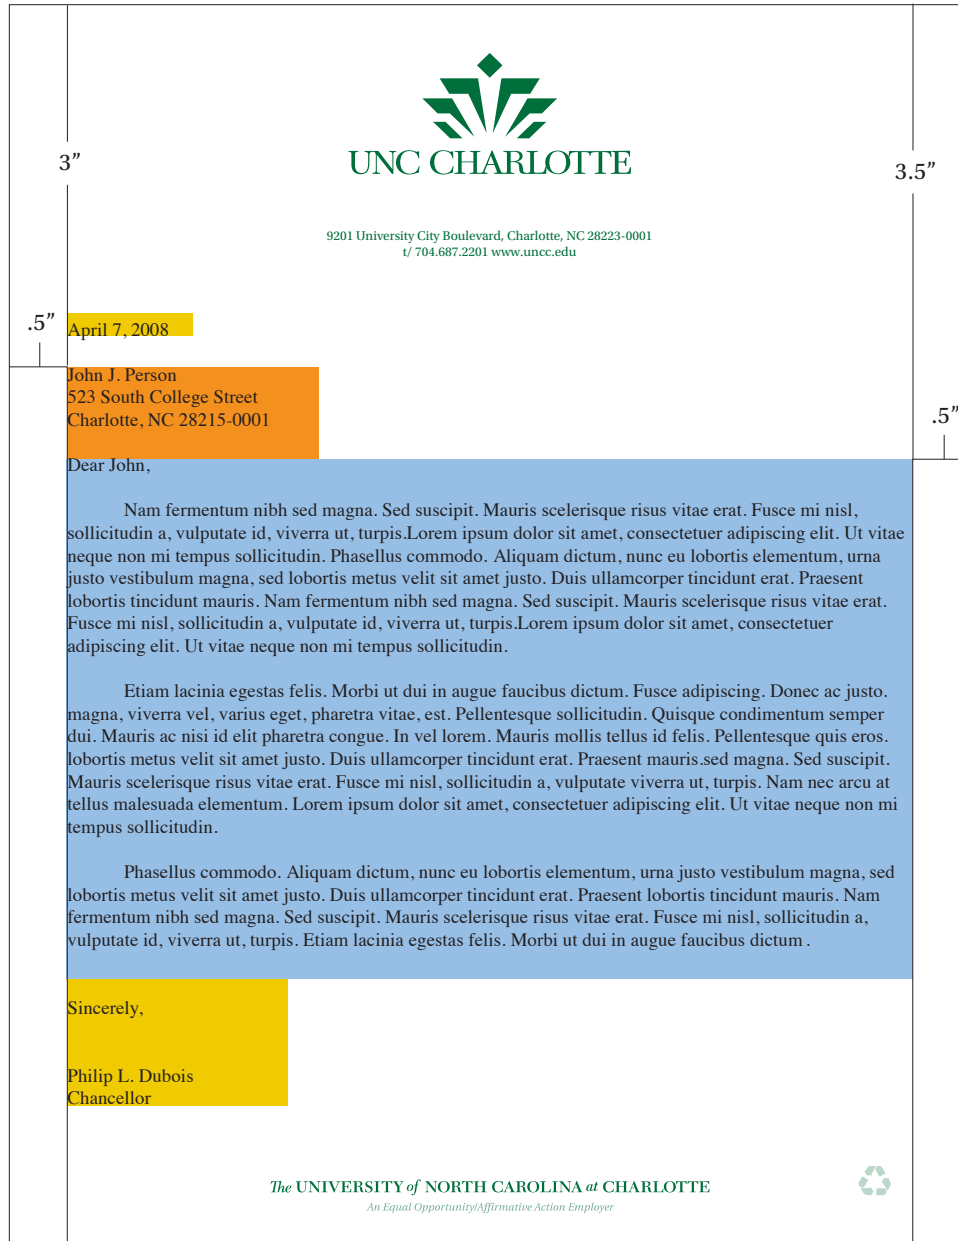 UNC CHARLOTTE
3”
3.5”
9201 University City Boulevard, Charlotte, NC 28223-0001
t/ 704.687.2201 www.uncc.edu
.5”
April 7, 2008
John J. Person
523 South College Street
Charlotte, NC 28215-0001
.5”
Dear John,
Nam fermentum nibh sed magna. Sed suscipit. Mauris scelerisque risus vitae erat. Fusce mi nisl,
sollicitudin a, vulputate id, viverra ut, turpis.Lorem ipsum dolor sit amet, consectetuer adipiscing elit. Ut vitae
neque non mi tempus sollicitudin. Phasellus commodo. Aliquam dictum, nunc eu lobortis elementum, urna
justo vestibulum magna, sed lobortis metus velit sit amet justo. Duis ullamcorper tincidunt erat. Praesent
lobortis tincidunt mauris. Nam fermentum nibh sed magna. Sed suscipit. Mauris scelerisque risus vitae erat.
Fusce mi nisl, sollicitudin a, vulputate id, viverra ut, turpis.Lorem ipsum dolor sit amet, consectetuer
adipiscing elit. Ut vitae neque non mi tempus sollicitudin.
Etiam lacinia egestas felis. Morbi ut dui in augue faucibus dictum. Fusce adipiscing. Donec ac justo.
magna, viverra vel, varius eget, pharetra vitae, est. Pellentesque sollicitudin. Quisque condimentum semper
dui. Mauris ac nisi id elit pharetra congue. In vel lorem. Mauris mollis tellus id felis. Pellentesque quis eros.
lobortis metus velit sit amet justo. Duis ullamcorper tincidunt erat. Praesent mauris.sed magna. Sed suscipit.
Mauris scelerisque risus vitae erat. Fusce mi nisl, sollicitudin a, vulputate viverra ut, turpis. Nam nec arcu at
tellus malesuada elementum. Lorem ipsum dolor sit amet, consectetuer adipiscing elit. Ut vitae neque non mi
tempus sollicitudin.
Phasellus commodo. Aliquam dictum, nunc eu lobortis elementum, urna justo vestibulum magna, sed
lobortis metus velit sit amet justo. Duis ullamcorper tincidunt erat. Praesent lobortis tincidunt mauris. Nam
fermentum nibh sed magna. Sed suscipit. Mauris scelerisque risus vitae erat. Fusce mi nisl, sollicitudin a,
vulputate id, viverra ut, turpis. Etiam lacinia egestas felis. Morbi ut dui in augue faucibus dictum .
Sincerely,
Philip L. Dubois
Chancellor
The UNIVERSITY of NORTH CAROLINA at CHARLOTTE
An Equal Opportunity/Affirmative Action Employer